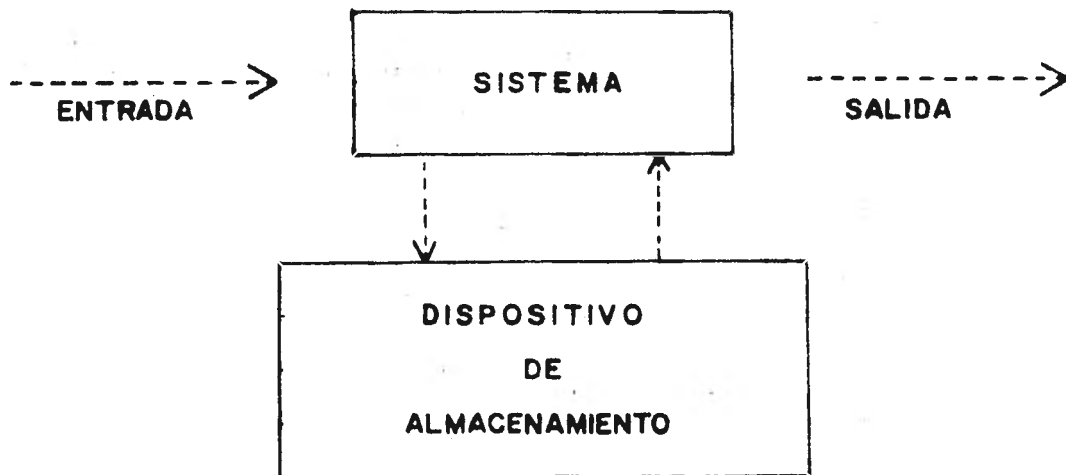 SISTEMA
ENTRADA
SALIDA
DISPOSITIVO
DE
ALMACENAMIENTO